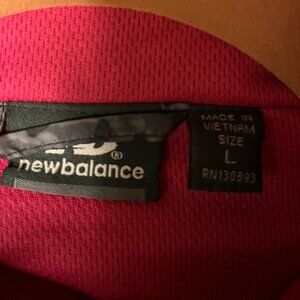 ®
newbalance
MADE IN
VIETNAM
SIZE
L
RN130893